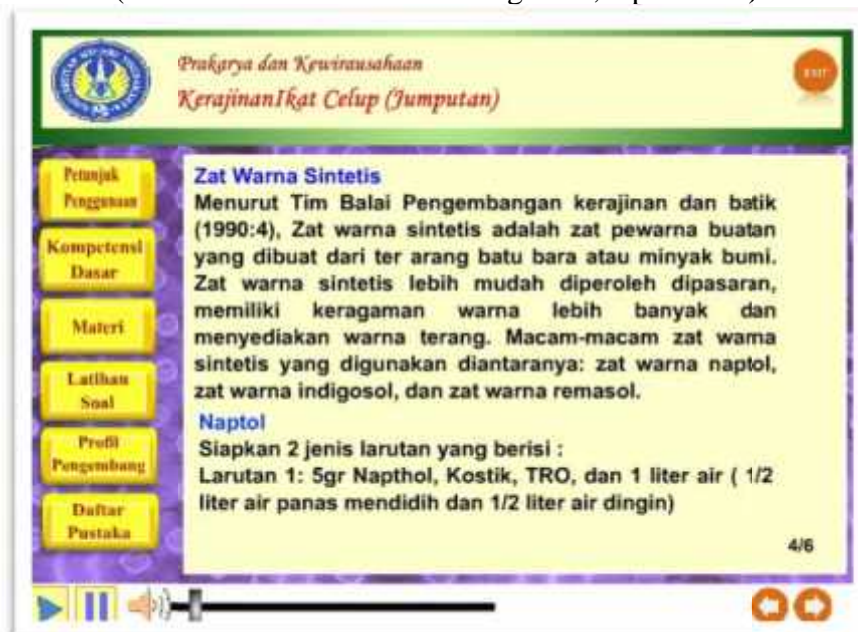 Prakarya dan Kewirausahaan
KerajinanIkat Celup (Jumputan)
EXIT
Petunjuk
Penggunaan
Kompetensi
Dasar
Materi
Latihan
Soal
Profil
Pengembang
Daftar
Pustaka
Zat Warna Sintetis
Menurut Tim Balai Pengembangan kerajinan dan batik
(1990:4), Zat warna sintetis adalah zat pewarna buatan
yang dibuat dari ter arang batu bara atau minyak bumi.
Zat warna sintetis lebih mudah diperoleh dipasaran,
memiliki keragaman warna lebih banyak dan
menyediakan warna terang. Macam-macam zat warna
sintetis yang digunakan diantaranya: zat warna naptol,
zat warna indigosol, dan zat warna remasol.
Naptol
Siapkan 2 jenis larutan yang berisi :
Larutan 1: 5gr Napthol, Kostik, TRO, dan 1 liter air ( 1/2
liter air panas mendidih dan 1/2 liter air dingin)
4/6